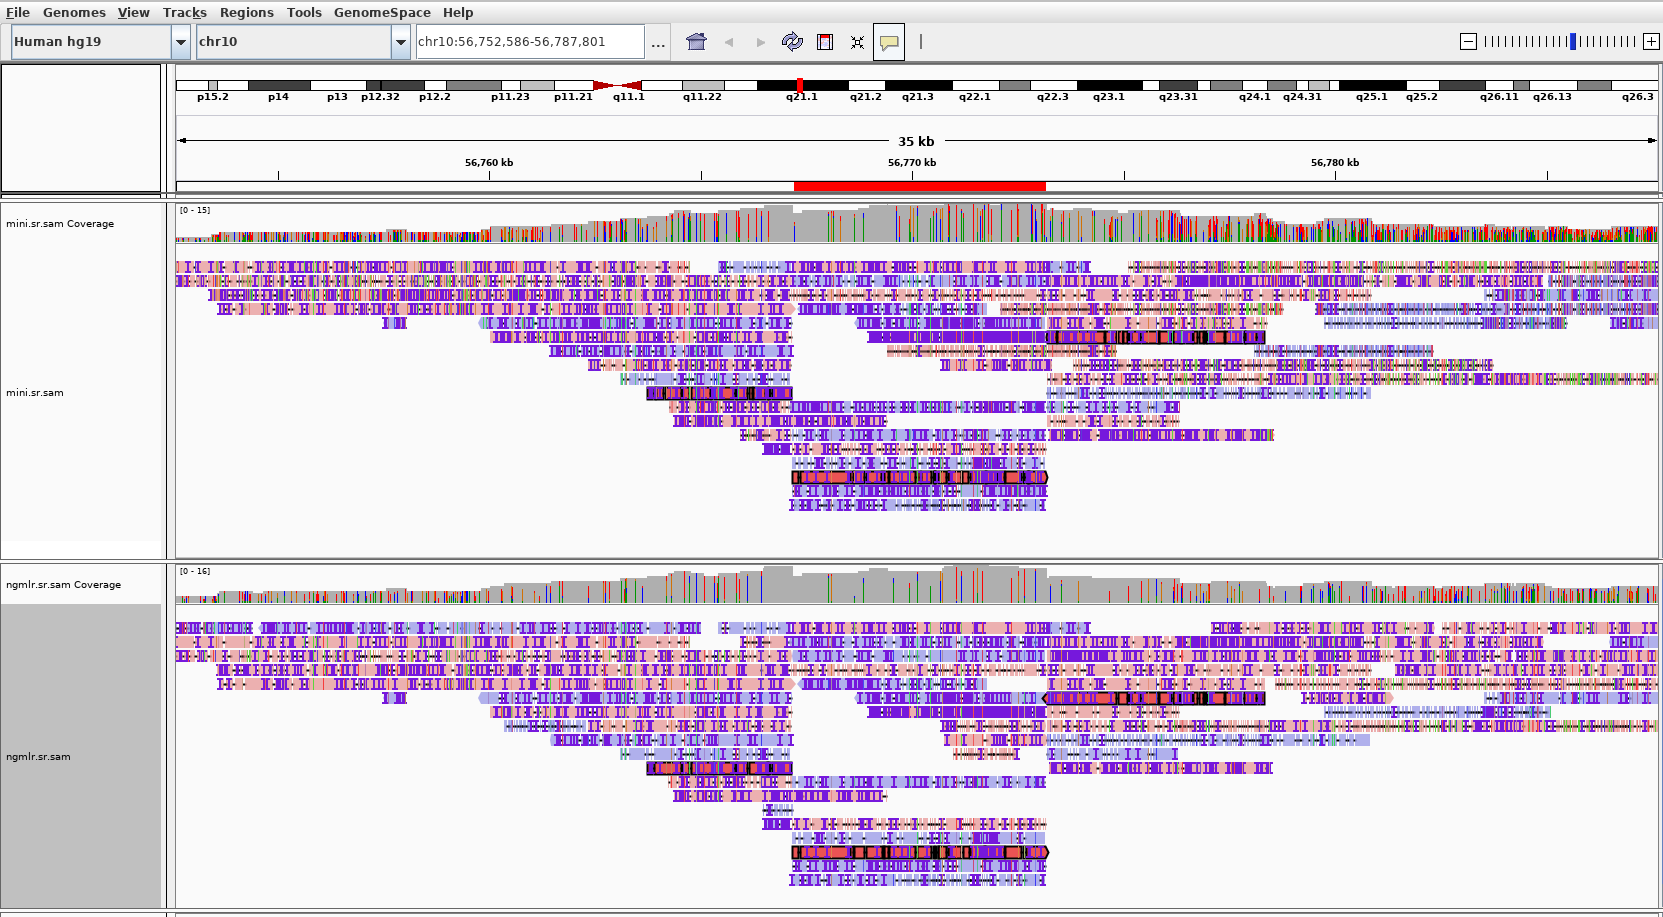 File Genomes View Tracks Regions Tools GenomeSpace Help
Human hg19 chr10 chr10:56,752,586-56,787,801 ...
p15.2 p14 p13 p12.32 p12.2 p11.23 p11.21 q11.1 q11.22 q21.1 q21.2 q21.3 q22.1 q22.3 q23.1 q23.31 q24.1 q24.31 q25.1 q25.2 q26.11 q26.13 q26.3
35 kb
56,760 kb 56,770 kb 56,780 kb
[0 - 15]
mini.sr.sam Coverage
mini.sr.sam
[0 - 16]
ngmlr.sr.sam Coverage
ngmlr.sr.sam